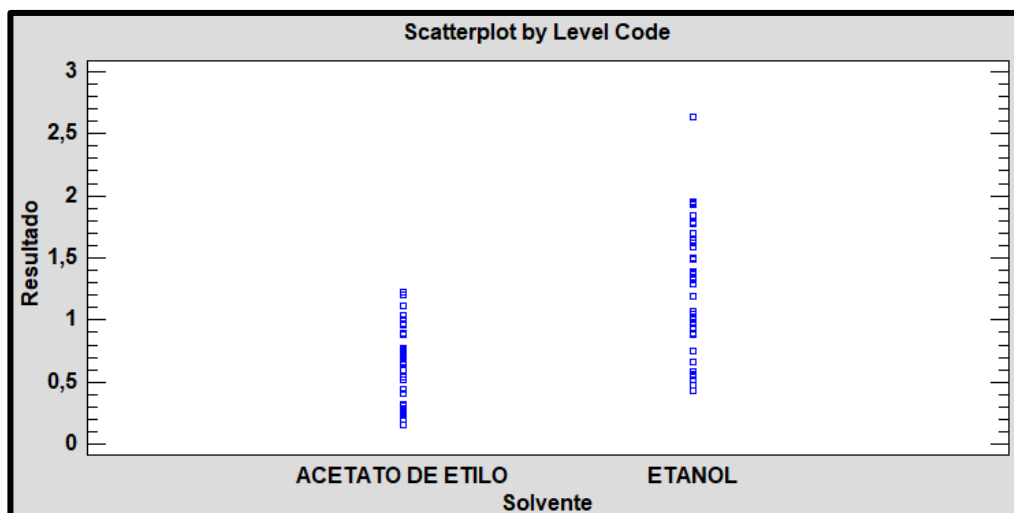 Scatterplot by Level Code
3
2,5
2
1,5
1
0,5
0
Resultado
ACETATO DE ETILO
ETANOL
Solvente